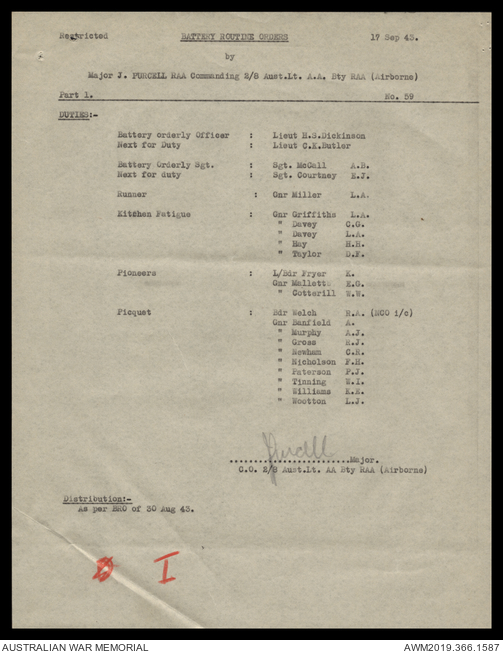 Restricted BATTERY ROUTINE ORDERS 17 Sep 43.
by
Major J. PURCELL RAA Commanding 2/8 Aust.Lt. A.A. Bty RAA (Airborne)
Part 1. No. 59
DUTIES:-
Battery orderly Officer : Lieut H.S.Dickinson
Next for Duty : Lieut C.K.Butler
Battery Orderly Sgt. : Sgt. McCall A.B.
Next for duty : Sgt. Courtney E.J.
Runner : Gnr Miller L.A.
Kitchen Fatigue : Gnr Griffiths L.A.
" Davey C.G.
" Davey L.A.
" Hay H.H.
" Taylor D.F.
Pioneers : L/Bdr Fryer K.
Gnr Mallett E.G.
" Cotterill W.W.
Picquet : Bdr Welch R.A. (NCO i/c)
Gnr Banfield A.
" Murphy A.J.
" Gross R.J.
" Newham C.R.
" Nicholson F.H.
" Paterson P.J.
" Tinning W.I.
" Williams K.E.
" Wootton L.J.
JPurcell
......................Major.
C.O. 2/8 Aust.Lt. AA Bty RAA (Airborne)
Distribution:-
As per BRO of 30 Aug 43.
I
AUSTRALIAN WAR MEMORIAL AWM2019.366.1587